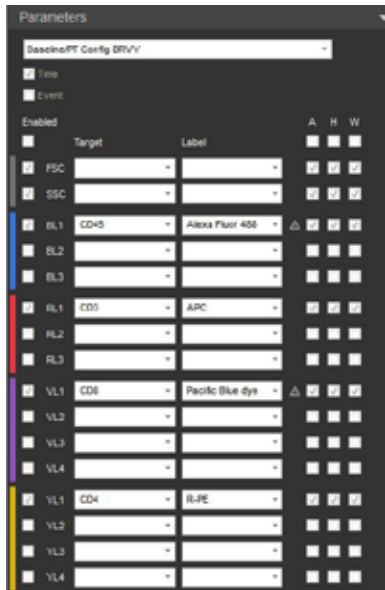 Parameters
Baseline/PT Config BRVY
Time
Event
Enabled A H W
Target Label
FSC
SSC
BL1 CD45 Alexa Fluor 488
BL2
BL3
RL1 CD3 APC
RL2
RL3
VL1 CD8 Pacific Blue dye
VL2
VL3
VL4
YL1 CD4 R-PE
YL2
YL3
YL4